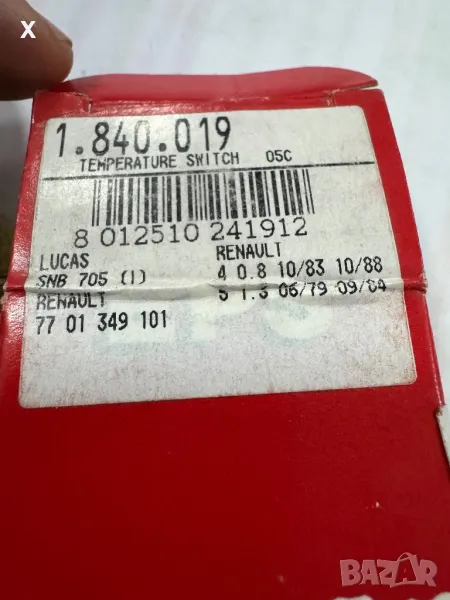 x
1.840.019
TEMPERATURE SWITCH 05C
8 012510 241912
LUCAS
SNB 705 (I)
RENAULT
77 01 349 101
RENAULT
4 0.8 10/83 10/88
5 1.3 06/79 09/84
BAZAR